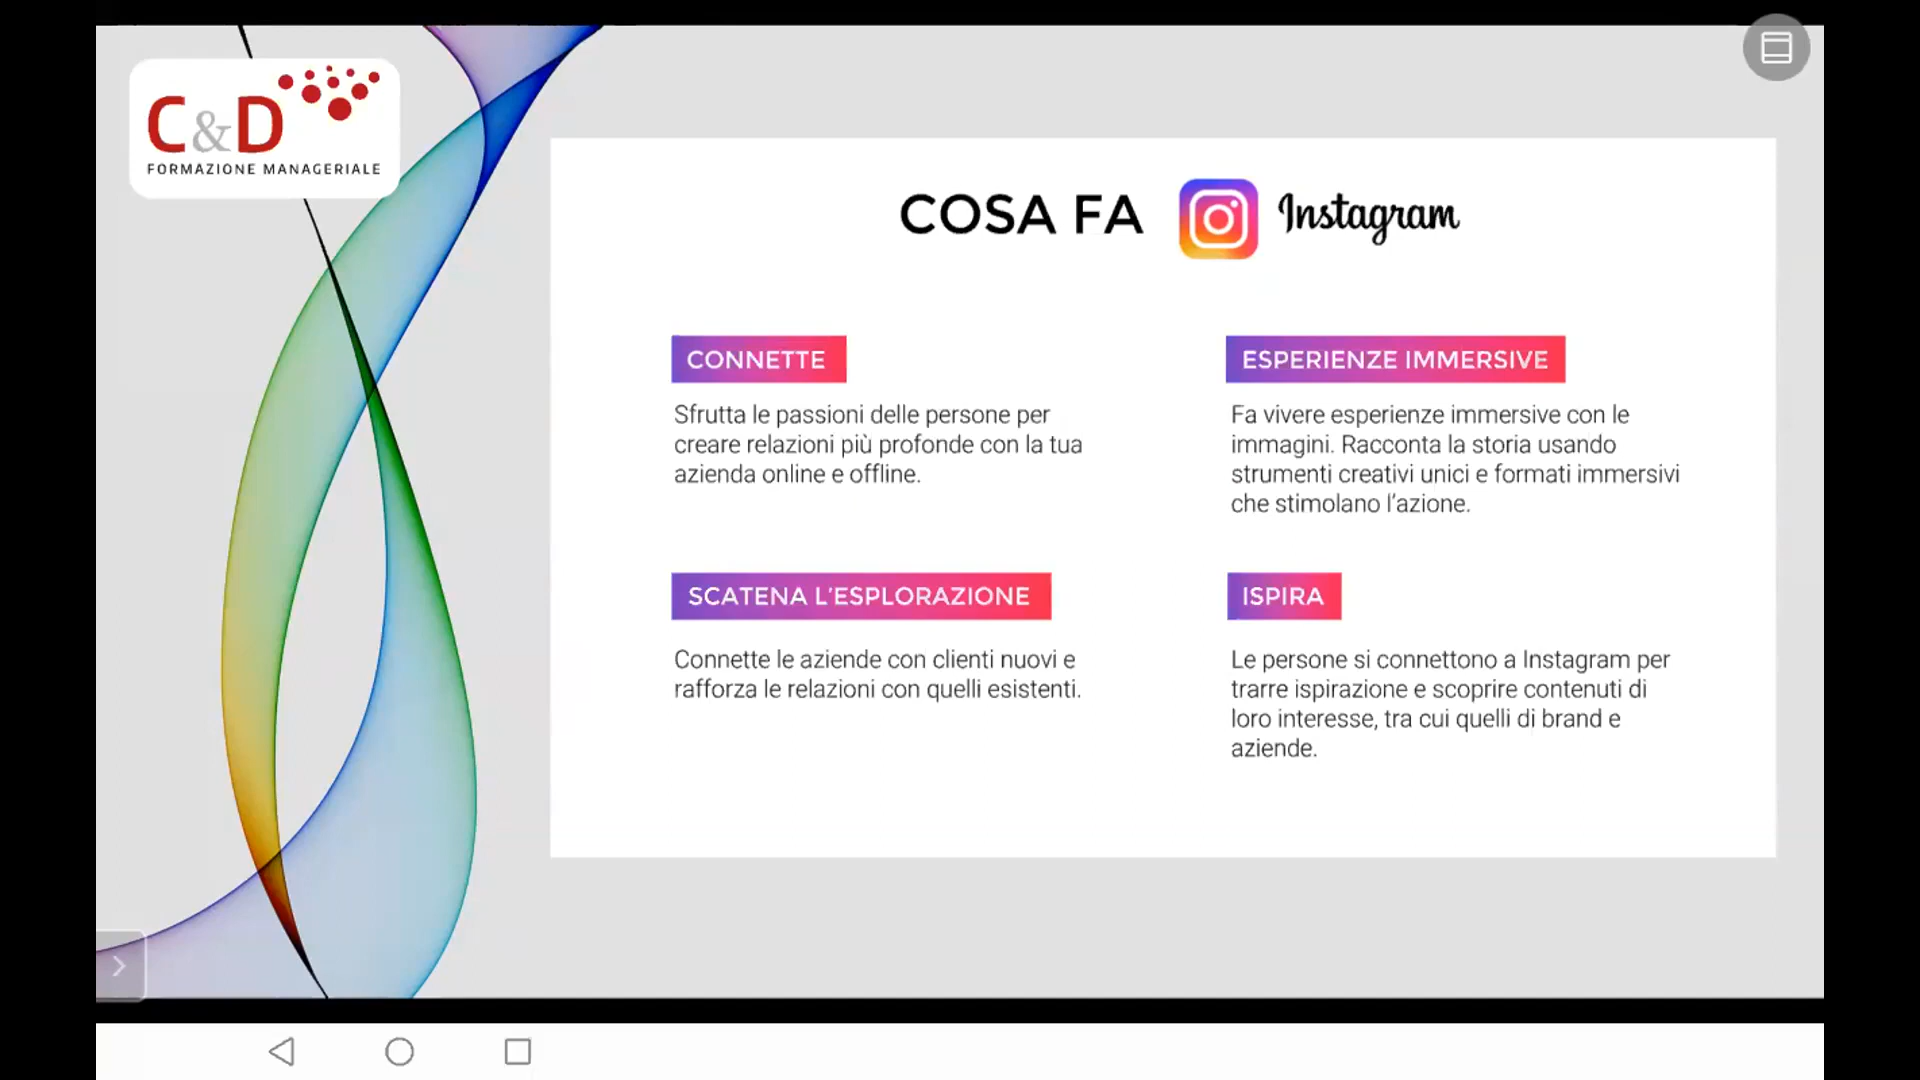 C&D
FORMAZIONE MANAGERIALE
COSA FA Instagram
CONNETTE
Sfrutta le passioni delle persone per
creare relazioni più profonde con la tua
azienda online e offline.
ESPERIENZE IMMERSIVE
Fa vivere esperienze immersive con le
immagini. Racconta la storia usando
strumenti creativi unici e formati immersivi
che stimolano l’azione.
SCATENA L’ESPLORAZIONE
Connette le aziende con clienti nuovi e
rafforza le relazioni con quelli esistenti.
ISPIRA
Le persone si connettono a Instagram per
trarre ispirazione e scoprire contenuti di
loro interesse, tra cui quelli di brand e
aziende.